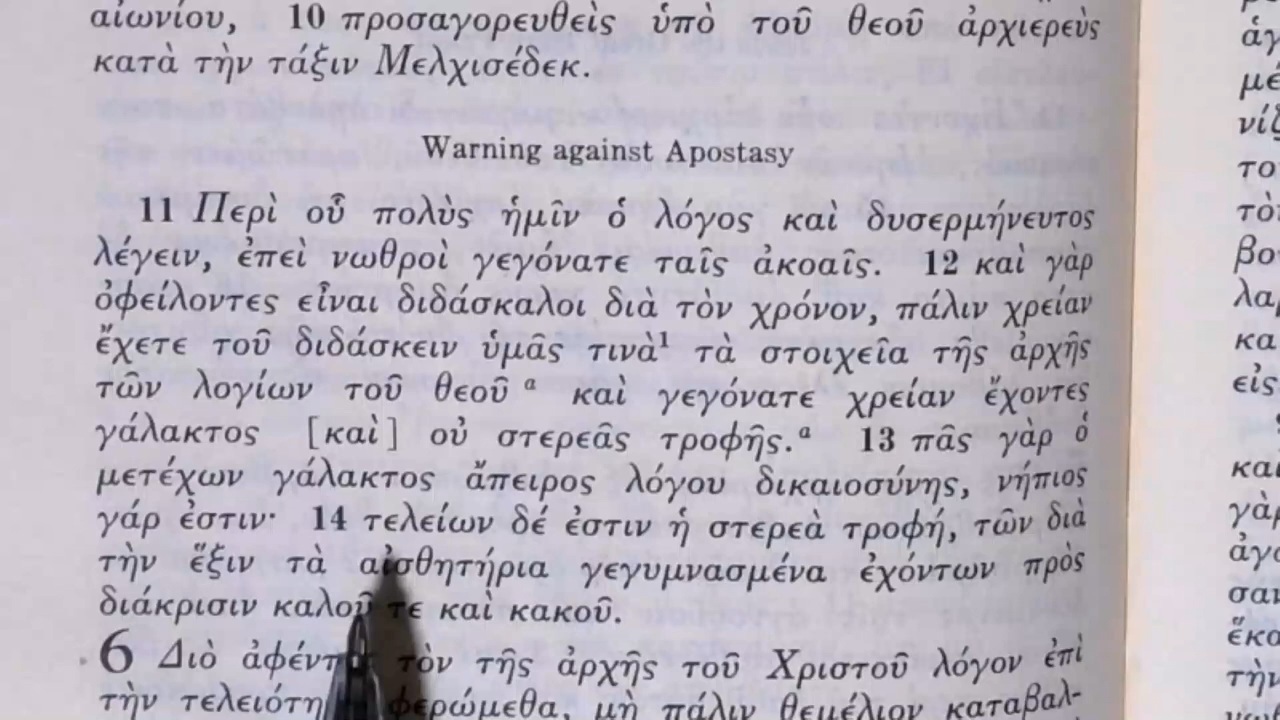 αἰωνίου, 10 προσαγορευθεὶς ὑπὸ τοῦ θεοῦ ἀρχιερεὺς
κατὰ τὴν τάξιν Μελχισέδεκ.
Warning against Apostasy
11 Περὶ οὗ πολὺς ἡμῖν ὁ λόγος καὶ δυσερμήνευτος
λέγειν, ἐπεὶ νωθροὶ γεγόνατε ταῖς ἀκοαῖς. 12 καὶ γὰρ
ὀφείλοντες εἶναι διδάσκαλοι διὰ τὸν χρόνον, πάλιν χρείαν
ἔχετε τοῦ διδάσκειν ὑμᾶς τινὰ¹ τὰ στοιχεῖα τῆς ἀρχῆς
τῶν λογίων τοῦ θεοῦ ᵃ καὶ γεγόνατε χρείαν ἔχοντες
γάλακτος [καὶ] οὐ στερεᾶς τροφῆς.ᵃ 13 πᾶς γὰρ ὁ
μετέχων γάλακτος ἄπειρος λόγου δικαιοσύνης, νήπιος
γάρ ἐστιν· 14 τελείων δέ ἐστιν ἡ στερεὰ τροφή, τῶν διὰ
τὴν ἕξιν τὰ αἰσθητήρια γεγυμνασμένα ἐχόντων πρὸς
διάκρισιν καλοῦ τε καὶ κακοῦ.
6 Διὸ τὸν τῆς ἀρχῆς τοῦ Χριστοῦ λόγον ἐπὶ
τὴν φερώμεθα, μὴ πάλιν θεμέλιον καταβαλ-